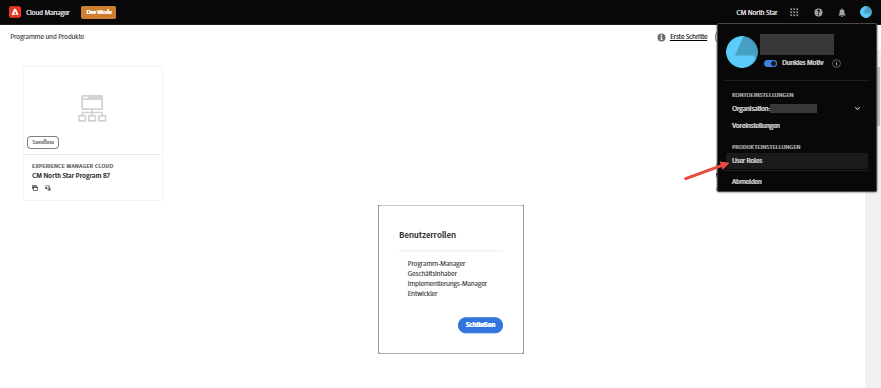 Cloud Manager
Dev Mode
CM North Star
Programme und Produkte
Erste Schritte
Dunkles Motiv
KONTOEINSTELLUNGEN
Organisation:
Voreinstellungen
PRODUKTEINSTELLUNGEN
User Roles
Abmelden
Sandbox
EXPERIENCE MANAGER CLOUD
CM North Star Program 87
Benutzerrollen
Programm-Manager
Geschäftsinhaber
Implementierungs-Manager
Entwickler
Schließen